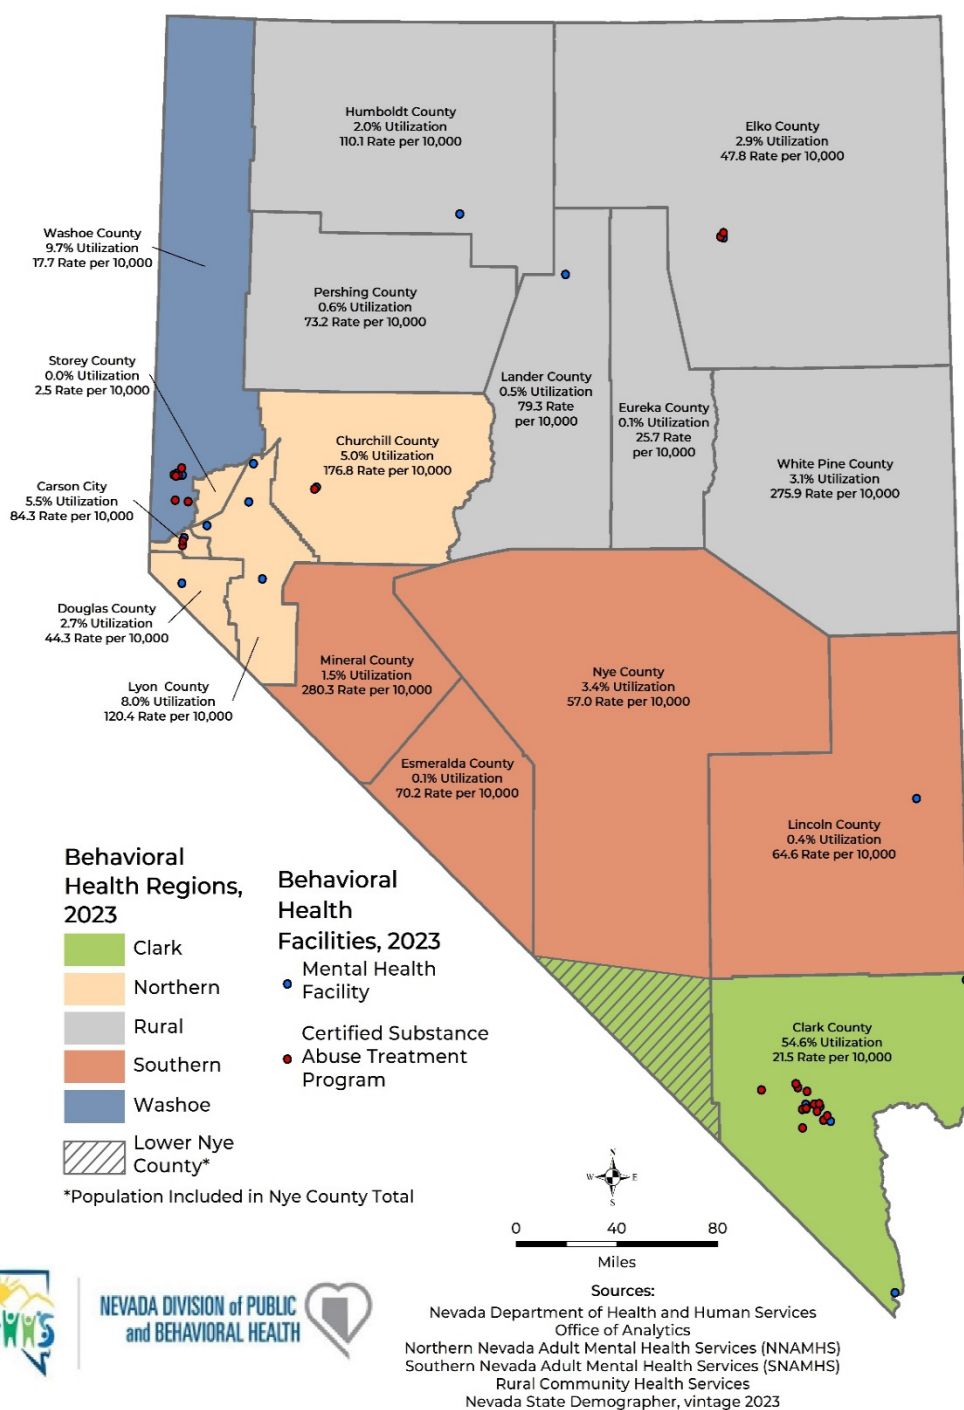 Humboldt County
2.0% Utilization
110.1 Rate per 10,000
Elko County
2.9% Utilization
47.8 Rate per 10,000
Washoe County
9.7% Utilization
17.7 Rate per 10,000
Pershing County
0.6% Utilization
73.2 Rate per 10,000
Storey County
0.0% Utilization
2.5 Rate per 10,000
Lander County
0.5% Utilization
79.3 Rate
per 10,000
Eureka County
0.1% Utilization
25.7 Rate
per 10,000
Churchill County
5.0% Utilization
176.8 Rate per 10,000
White Pine County
3.1% Utilization
275.9 Rate per 10,000
Carson City
5.5% Utilization
84.3 Rate per 10,000
Douglas County
2.7% Utilization
44.3 Rate per 10,000
Lyon County
8.0% Utilization
120.4 Rate per 10,000
Mineral County
1.5% Utilization
280.3 Rate per 10,000
Nye County
3.4% Utilization
57.0 Rate per 10,000
Esmeralda County
0.1% Utilization
70.2 Rate per 10,000
Lincoln County
0.4% Utilization
64.6 Rate per 10,000
Clark County
54.6% Utilization
21.5 Rate per 10,000
Behavioral
Health Regions,
2023
Clark
Northern
Rural
Southern
Washoe
Lower Nye
County*
*Population Included in Nye County Total
Behavioral
Health
Facilities, 2023
Mental Health
Facility
Certified Substance
Abuse Treatment
Program
N
W E
S
0 40 80
Miles
NEVADA DIVISION of PUBLIC
and BEHAVIORAL HEALTH
Sources:
Nevada Department of Health and Human Services
Office of Analytics
Northern Nevada Adult Mental Health Services (NNAMHS)
Southern Nevada Adult Mental Health Services (SNAMHS)
Rural Community Health Services
Nevada State Demographer, vintage 2023